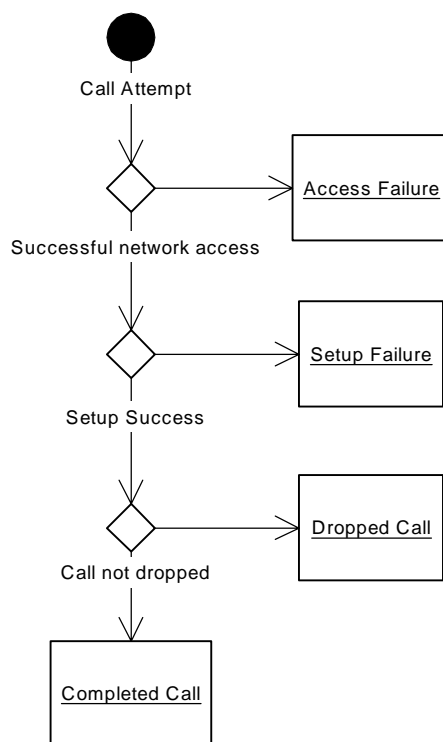 Call Attempt
Access Failure
Successful network access
Setup Failure
Setup Success
Dropped Call
Call not dropped
Completed Call